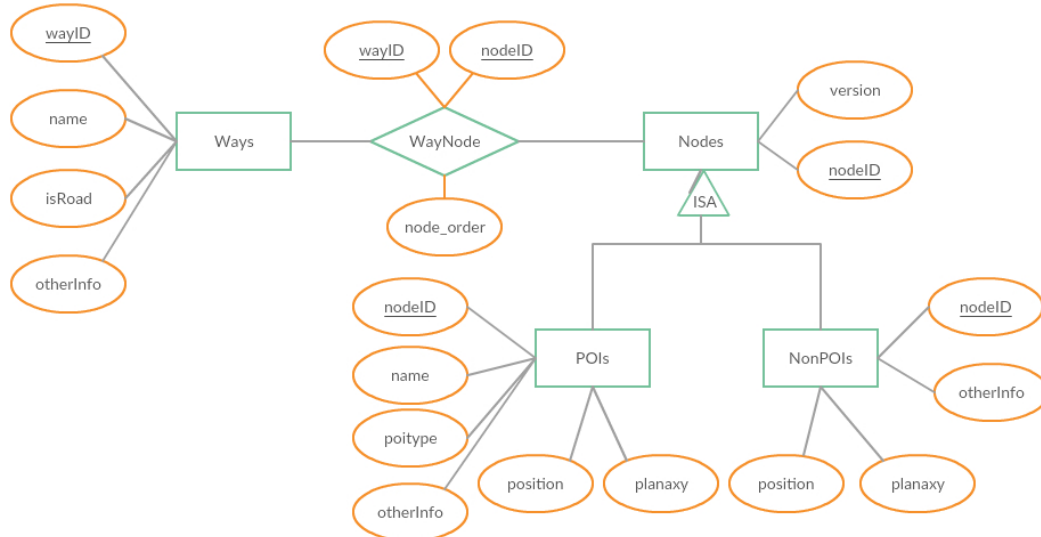 wayID
wayID
nodeID
version
name
Ways
WayNode
Nodes
nodeID
isRoad
ISA
node_order
otherInfo
nodeID
nodeID
POIs
NonPOIs
name
otherInfo
poitype
position
planaxy
position
planaxy
otherInfo